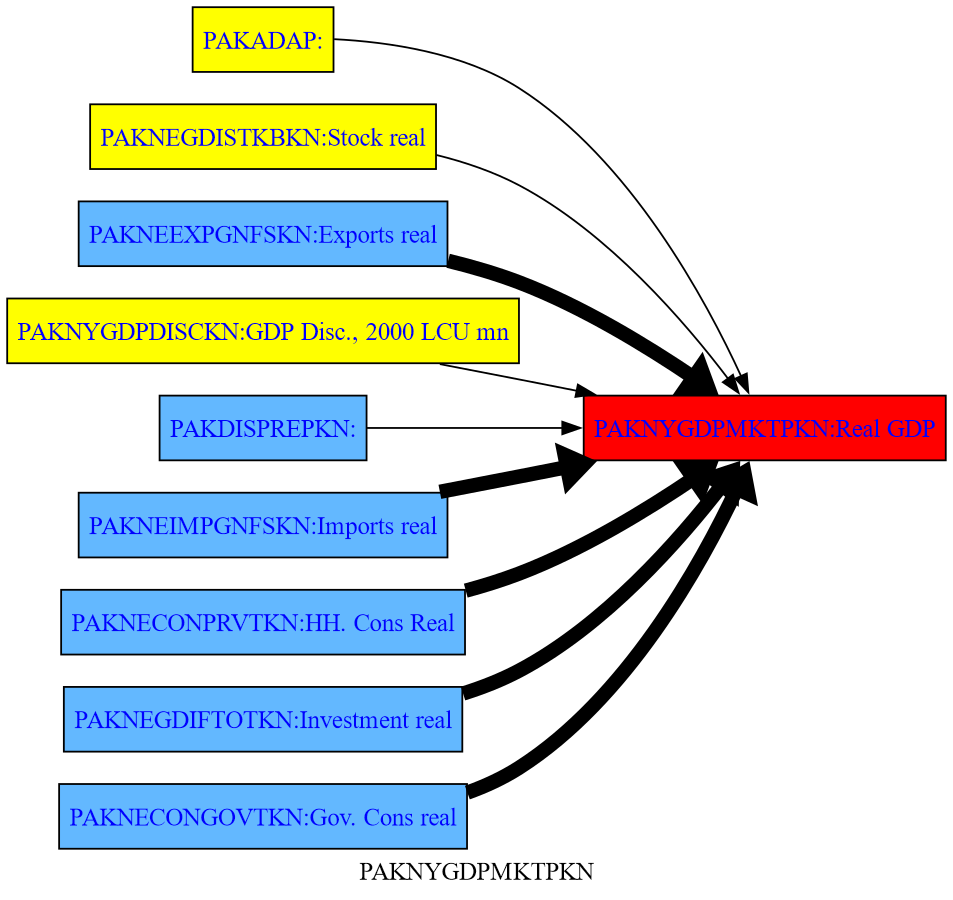 PAKADAP:
PAKNEGDISTKBKN:Stock real
PAKNEEXPGNFSKN:Exports real
PAKNYGDPDISCKN:GDP Disc., 2000 LCU mn
PAKDISPREPKN:
PAKNYGDPMKTPKN:Real GDP
PAKNEIMPGNFSKN:Imports real
PAKNECONPRVTKN:HH. Cons Real
PAKNEGDIFTOTKN:Investment real
PAKNECONGOVTKN:Gov. Cons real
PAKNYGDPMKTPKN